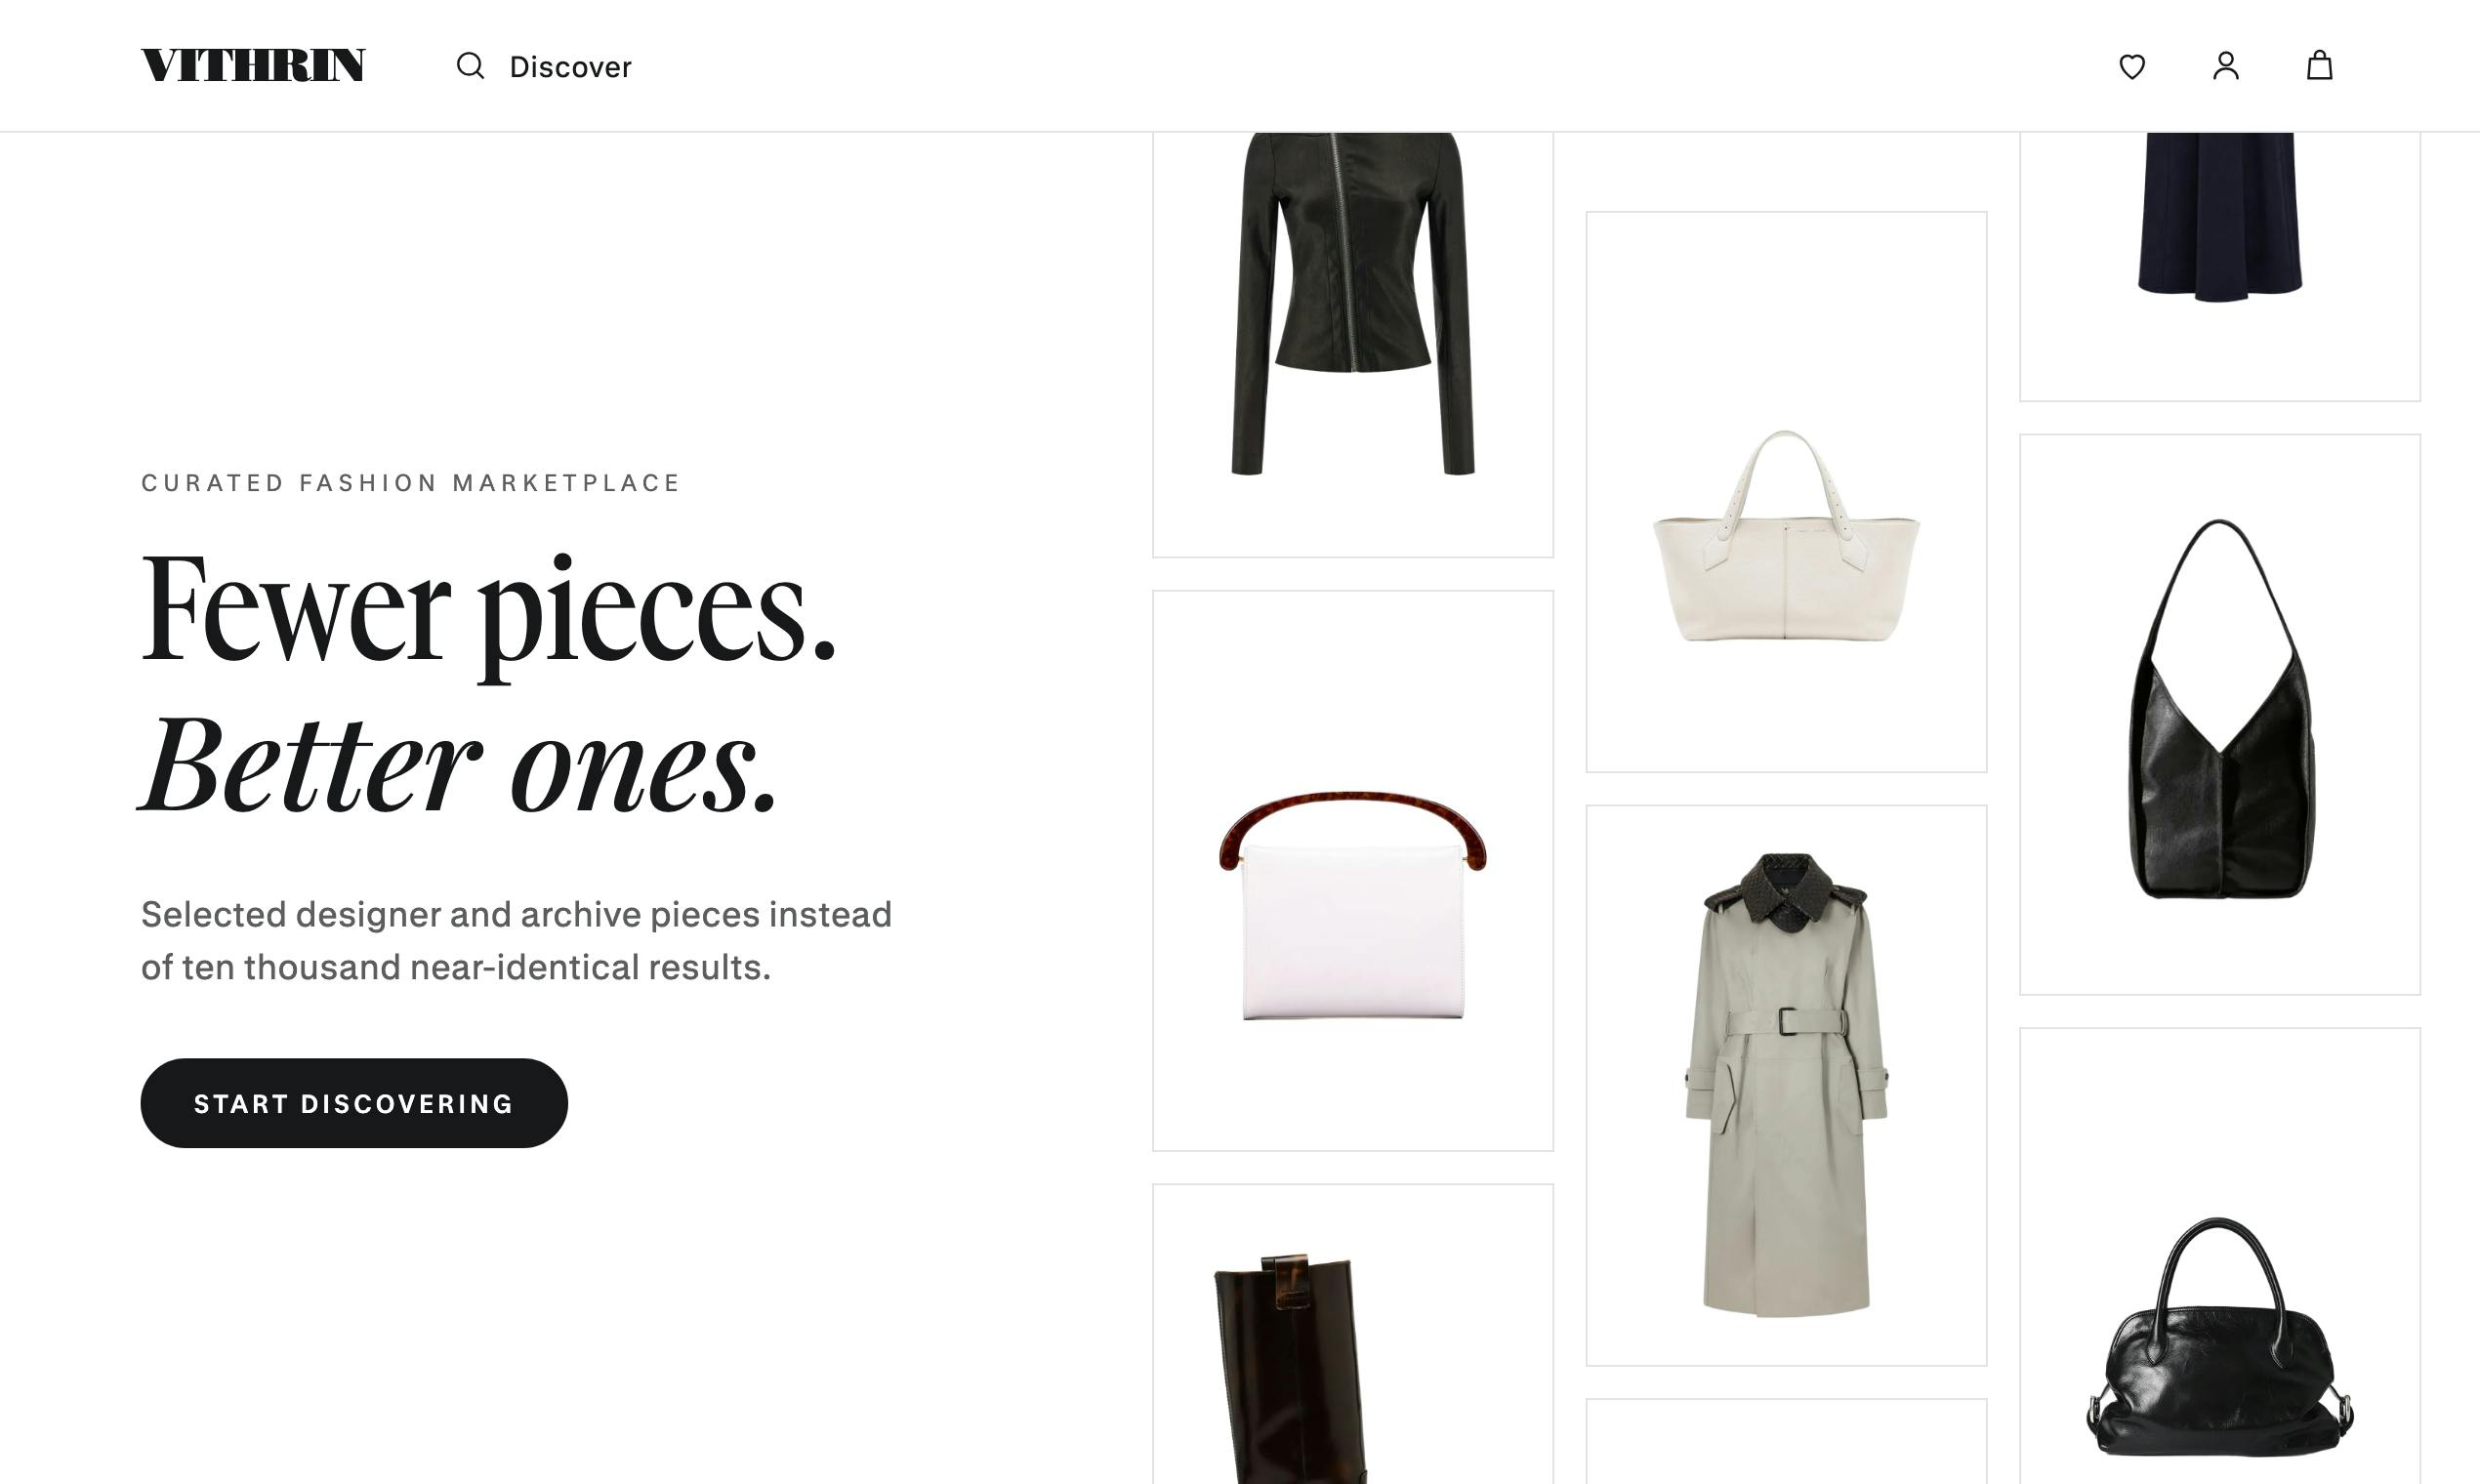 VITHRIN
Discover
CURATED FASHION MARKETPLACE
Fewer pieces.
Better ones.
Selected designer and archive pieces instead
of ten thousand near-identical results.
START DISCOVERING